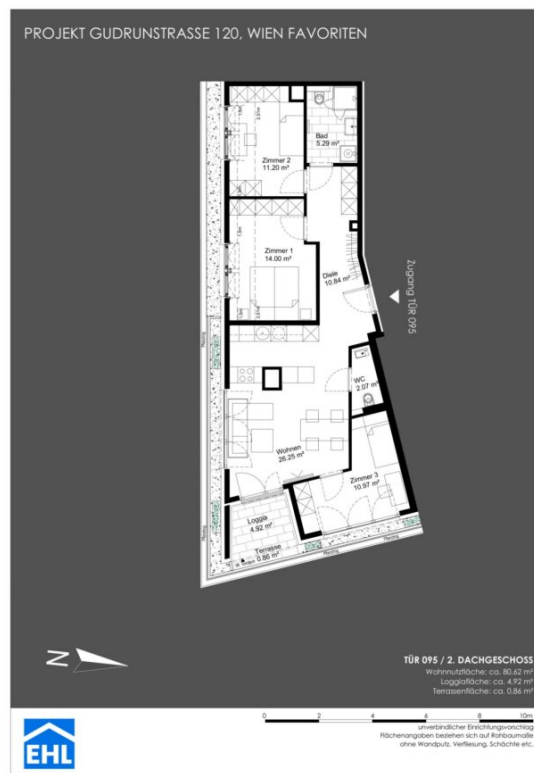 PROJEKT GUDRUNSTRASSE 120, WIEN FAVORITEN
Bad
5.29 m²
Zimmer 2
11.20 m²
Zimmer 1
14.00 m²
Diele
10.84 m²
Zugang TÜR 095
WC
2.07 m²
Wohnen
26.25 m²
Zimmer 3
10.97 m²
Loggia
4.92 m²
Terrasse
0.86 m²
N
TÜR 095 / 2. DACHGESCHOSS
Wohnnutzfläche: ca. 80.62 m²
Loggiafläche: ca. 4.92 m²
Terrassenfläche: ca. 0.86 m²
0 2 4 6 8 10m
unverbindlicher Einrichtungsvorschlag
Flächenangaben beziehen sich auf Rohbaumaße
ohne Wandputz, Verfliesung, Schächte etc.
EHL